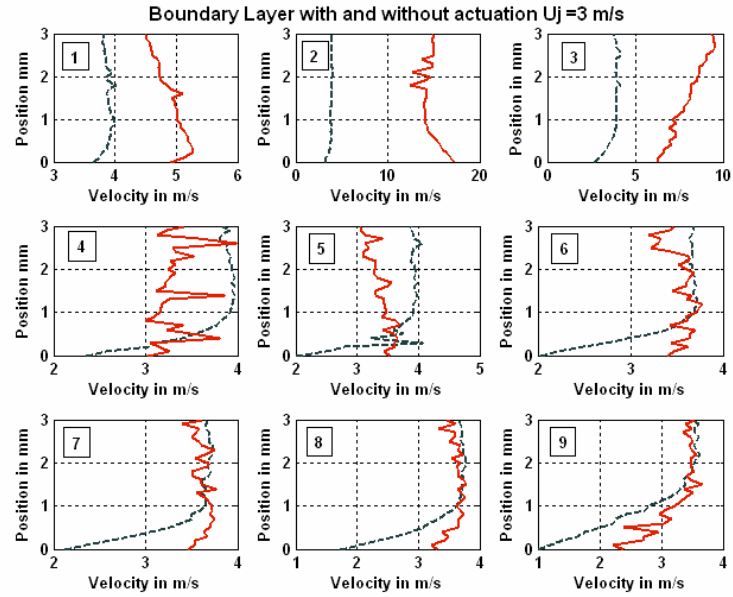 Boundary Layer with and without actuation Uj =3 m/s
Position mm
3
2
1
0
1
3 4 5 6
Velocity in m/s
Position mm
3
2
1
0
2
0 10 20
Velocity in m/s
Position in mm
3
2
1
0
3
0 5 10
Velocity in m/s
Position mm
3
2
1
0
4
2 3 4
Velocity in m/s
Position in mm
3
2
1
0
5
2 3 4 5
Velocity in m/s
Position in mm
3
2
1
0
6
2 3 4
Velocity in m/s
Position in mm
3
2
1
0
7
2 3 4
Velocity in m/s
Position in mm
3
2
1
0
8
1 2 3 4
Velocity in m/s
Position in mm
3
2
1
0
9
1 2 3 4
Velocity in m/s